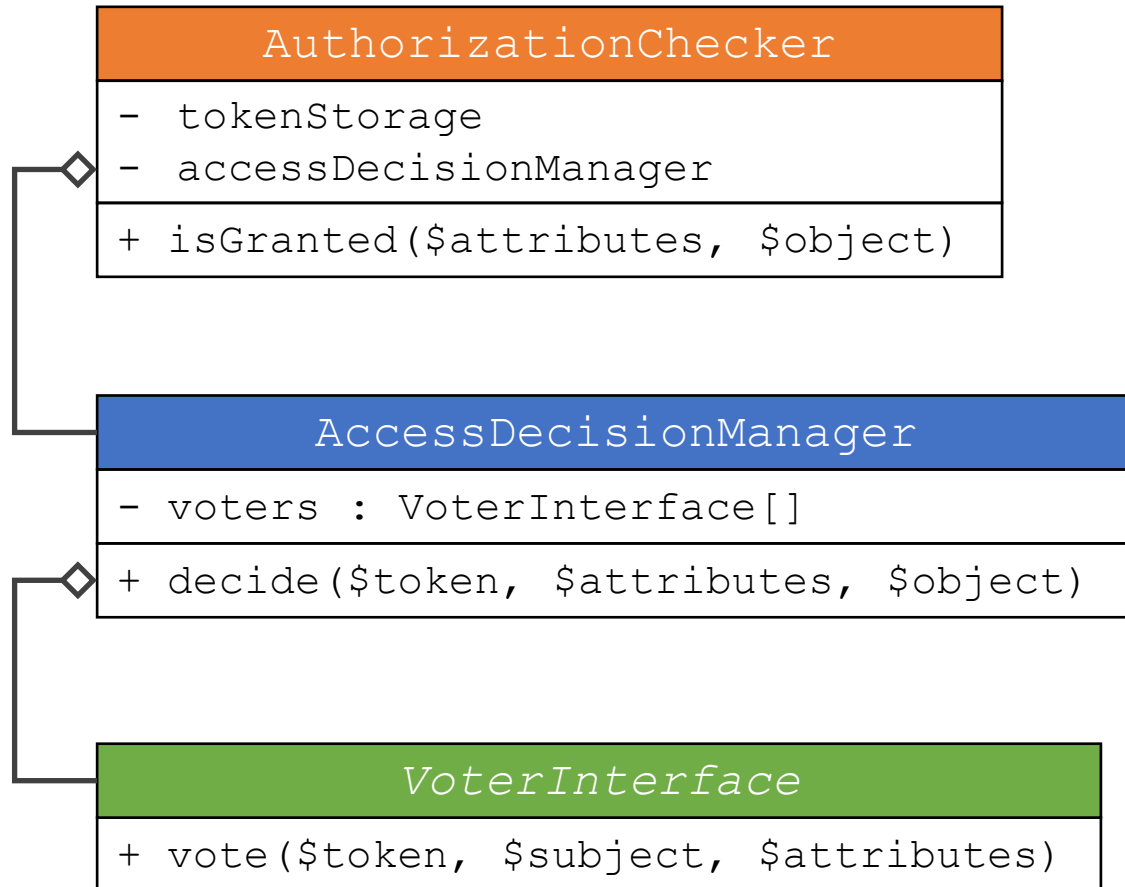 AuthorizationChecker
- tokenStorage
- accessDecisionManager
+ isGranted($attributes, $object)
AccessDecisionManager
- voters : VoterInterface[]
+ decide($token, $attributes, $object)
VoterInterface
+ vote($token, $subject, $attributes)